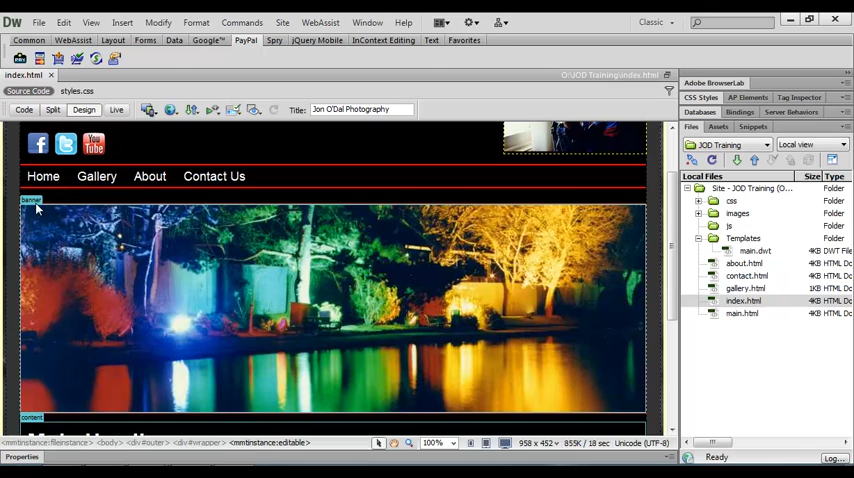 Dw File Edit View Insert Modify Format Commands Site WebAssist Window Help Classic
Common WebAssist Layout Forms Data Google™ PayPal Spry jQuery Mobile InContext Editing Text Favorites
index.html O:\JOD Training\index.html
Source Code styles.css
Code Split Design Live Title: Jon O'Dal Photography
You
Tube
Home Gallery About Contact Us
banner
content
<mmtinstance:fileinstance> <body> <div#outer> <div#wrapper> <mmtinstance:editable> 100% 958 x 452 855K / 18 sec Unicode (UTF-8)
Properties
Adobe BrowserLab
CSS Styles AP Elements Tag Inspector
Databases Bindings Server Behaviors
Files Assets Snippets
JOD Training Local view
Local Files Size Type
Site - JOD Training (O... Folder
css Folder
images Folder
js Folder
Templates Folder
main.dwt 4KB DWT File
about.html 4KB HTML Do
contact.html 4KB HTML Do
gallery.html 1KB HTML Do
index.html 4KB HTML Do
main.html 4KB HTML Do
Ready Log...